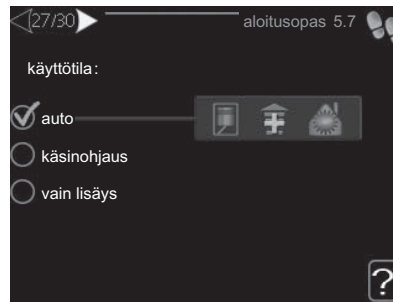 27/30
aloitusopas 5.7
käyttötila:
auto
käsinohjaus
vain lisäys
?